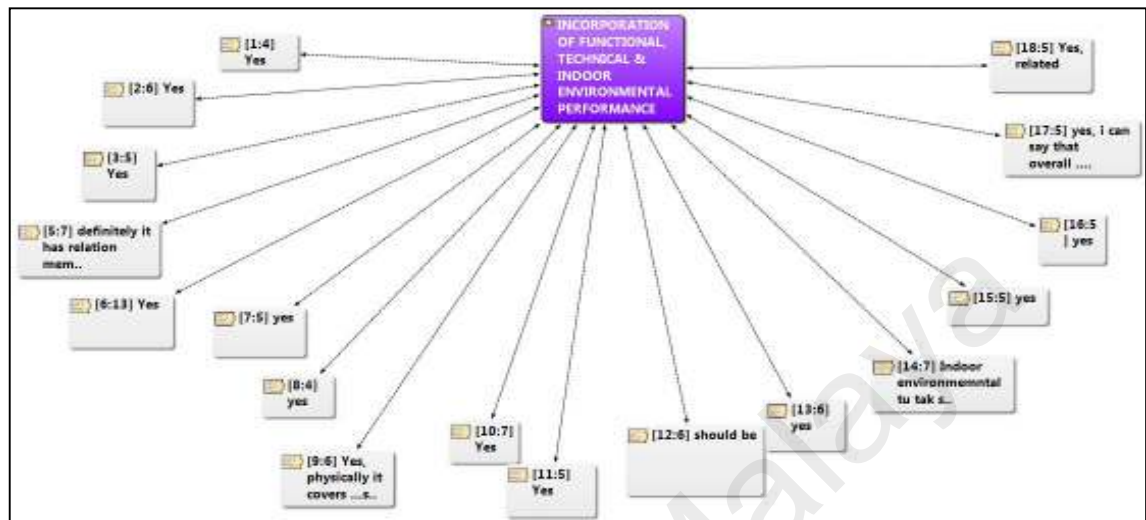 INCORPORATION
OF FUNCTIONAL,
TECHNICAL &
INDOOR
ENVIRONMENTAL
PERFORMANCE
[1:4]
Yes
[2:6] Yes
[3:5]
Yes
[5:7] definitely it
has relation
mem..
[6:13] Yes
[7:5] yes
[8:4]
yes
[9:6] Yes,
physically it
covers ...s..
[10:7]
Yes
[11:5]
Yes
[12:6] should be
[13:6]
yes
[14:7] Indoor
environmemntal
tu tak s..
[15:5] yes
[16:5
] yes
[17:5] yes, i can
say that
overall ....
[18:5] Yes,
related
Malaya